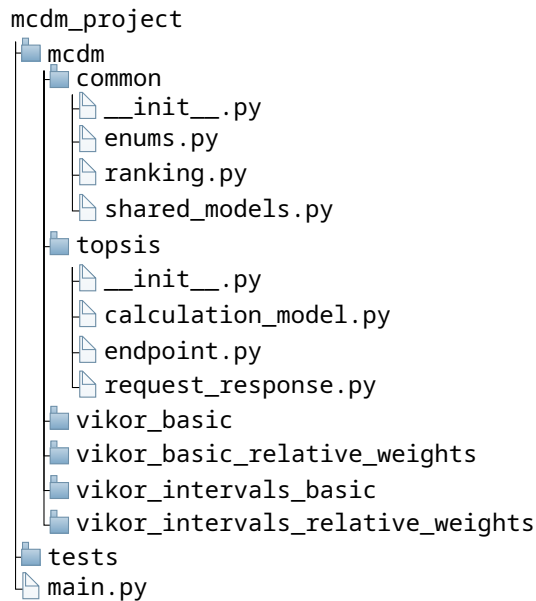 mcdm_project
mcdm
common
__init__.py
enums.py
ranking.py
shared_models.py
topsis
__init__.py
calculation_model.py
endpoint.py
request_response.py
vikor_basic
vikor_basic_relative_weights
vikor_intervals_basic
vikor_intervals_relative_weights
tests
main.py